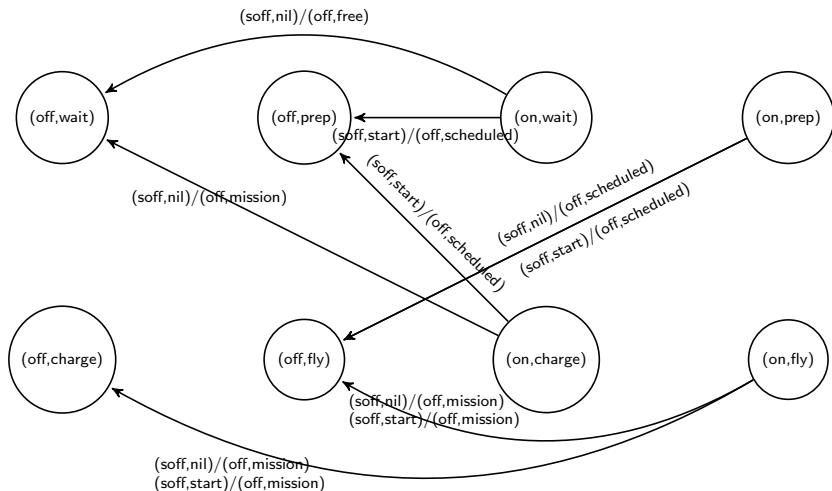 (soff,nil)/(off,free)
(off,wait)
(off,prep)
(on,wait)
(on,prep)
(soff,start)/(off,scheduled)
(soff,start)/(off,scheduled)
(soff,nil)/(off,mission)
(soff,nil)/(off,scheduled)
(soff,start)/(off,scheduled)
(off,charge)
(off,fly)
(on,charge)
(on,fly)
(soff,nil)/(off,mission)
(soff,start)/(off,mission)
(soff,nil)/(off,mission)
(soff,start)/(off,mission)